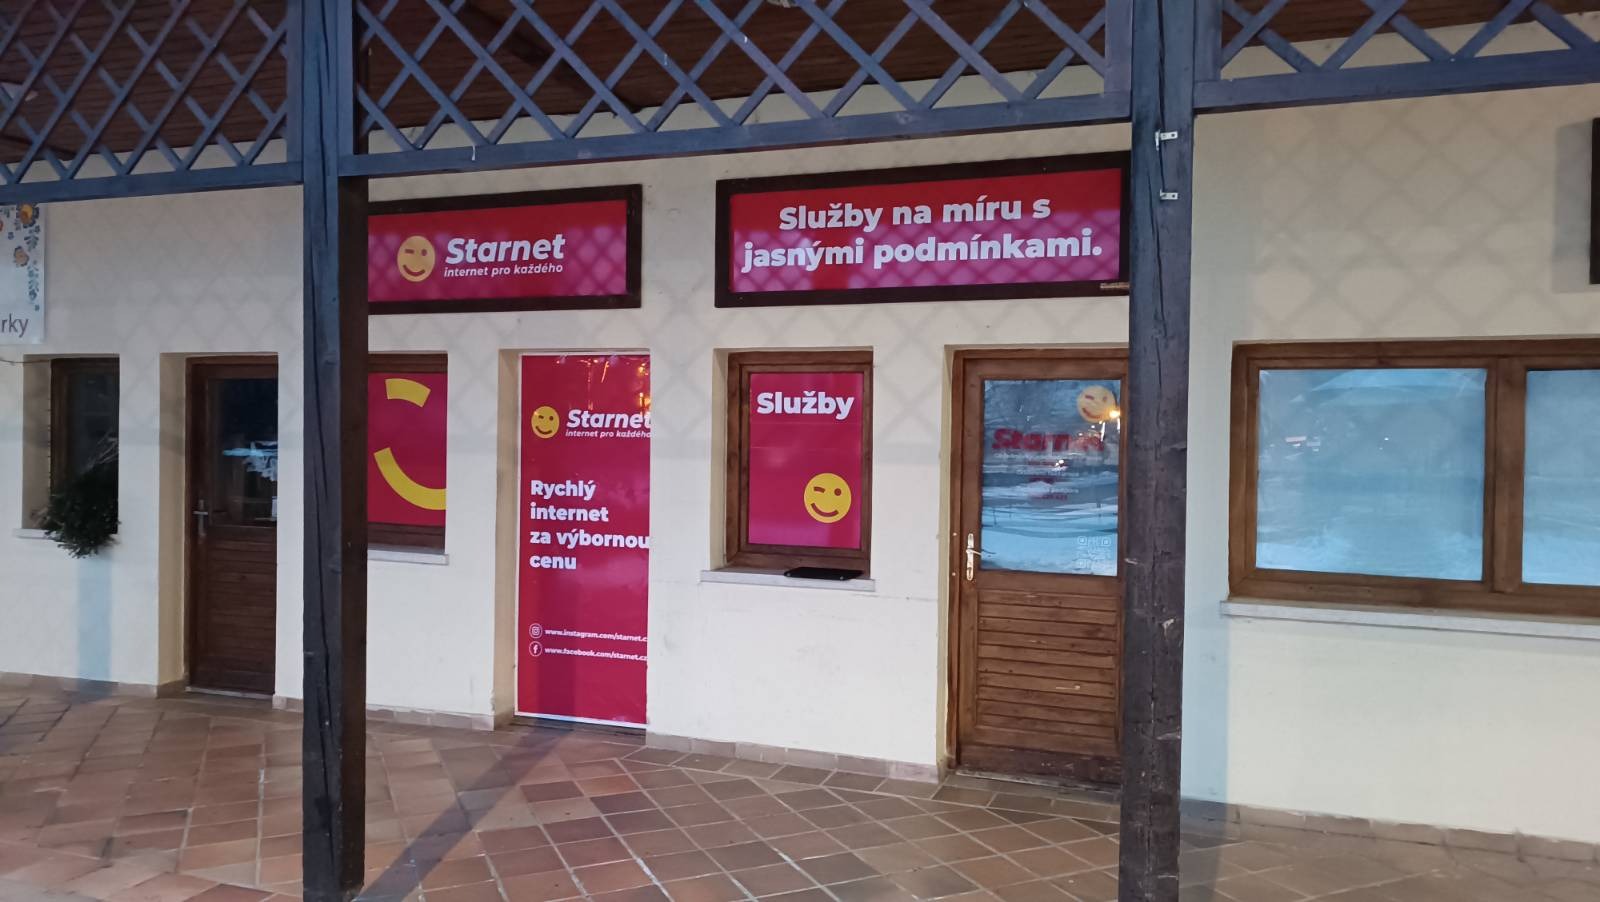 rky
Starnet
internet pro každého
Služby na míru s
jasnými podmínkami.
Starnet
internet pro každého
Rychlý
internet
za výbornou
cenu
www.instagram.com/starnet.c
www.facebook.com/starnet.cz
Služby
Starnet